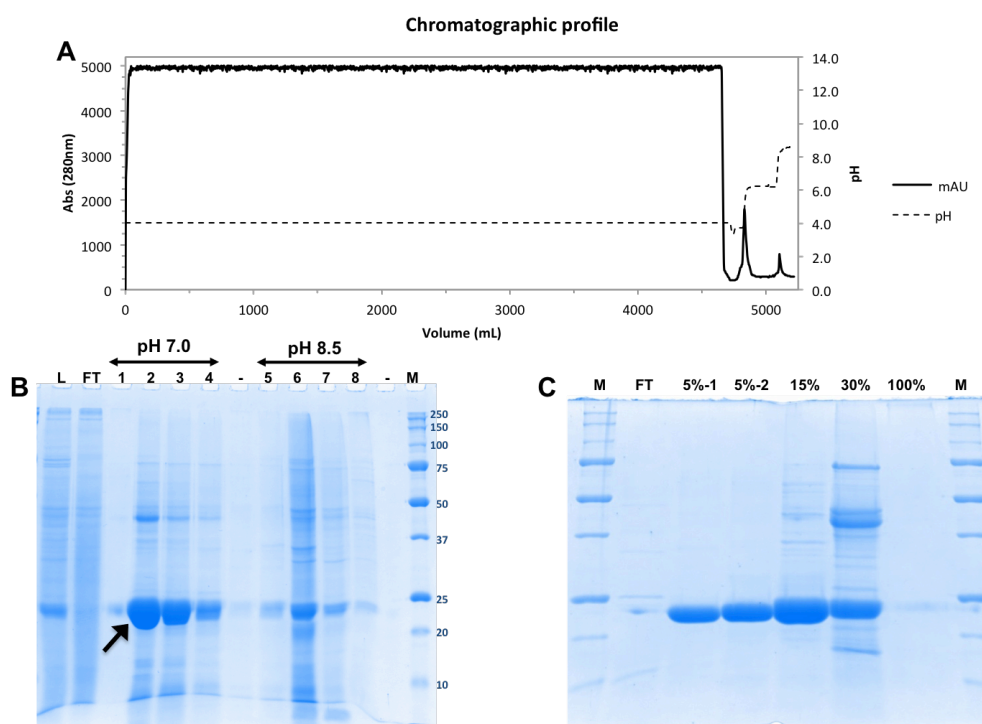 Chromatographic profile
A
5000
4000
3000
2000
1000
0
Abs (280nm)
14.0
12.0
10.0
8.0
6.0
4.0
2.0
0.0
pH
0 1000 2000 3000 4000 5000
Volume (mL)
mAU
pH
pH 7.0 pH 8.5
B L FT 1 2 3 4 - 5 6 7 8 - M
250
150
100
75
50
37
25
20
10
C M FT 5%-1 5%-2 15% 30% 100% M